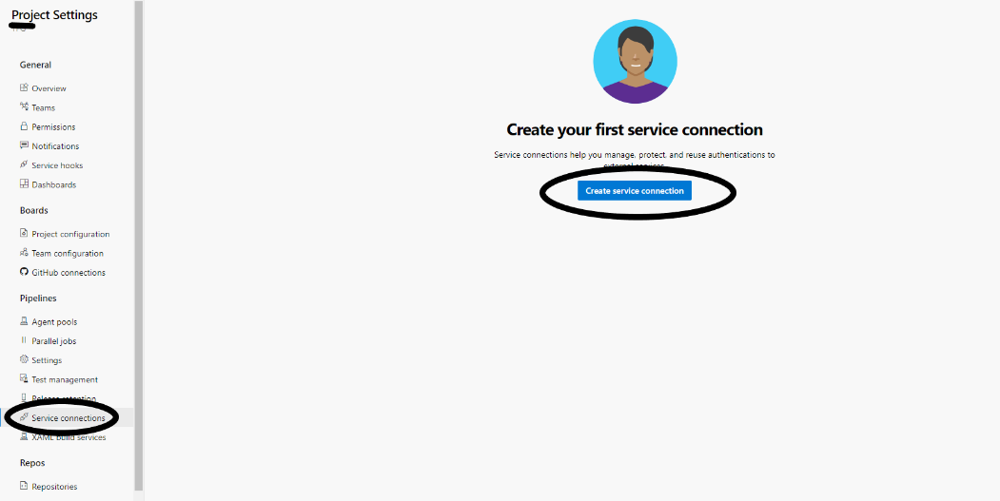 Project Settings
General
Overview
Teams
Permissions
Notifications
Service hooks
Dashboards
Boards
Project configuration
Team configuration
GitHub connections
Pipelines
Agent pools
Parallel jobs
Settings
Test management
Release retention
Service connections
XAML build services
Repos
Repositories
Create your first service connection
Service connections help you manage, protect, and reuse authentications to
external services.
Create service connection